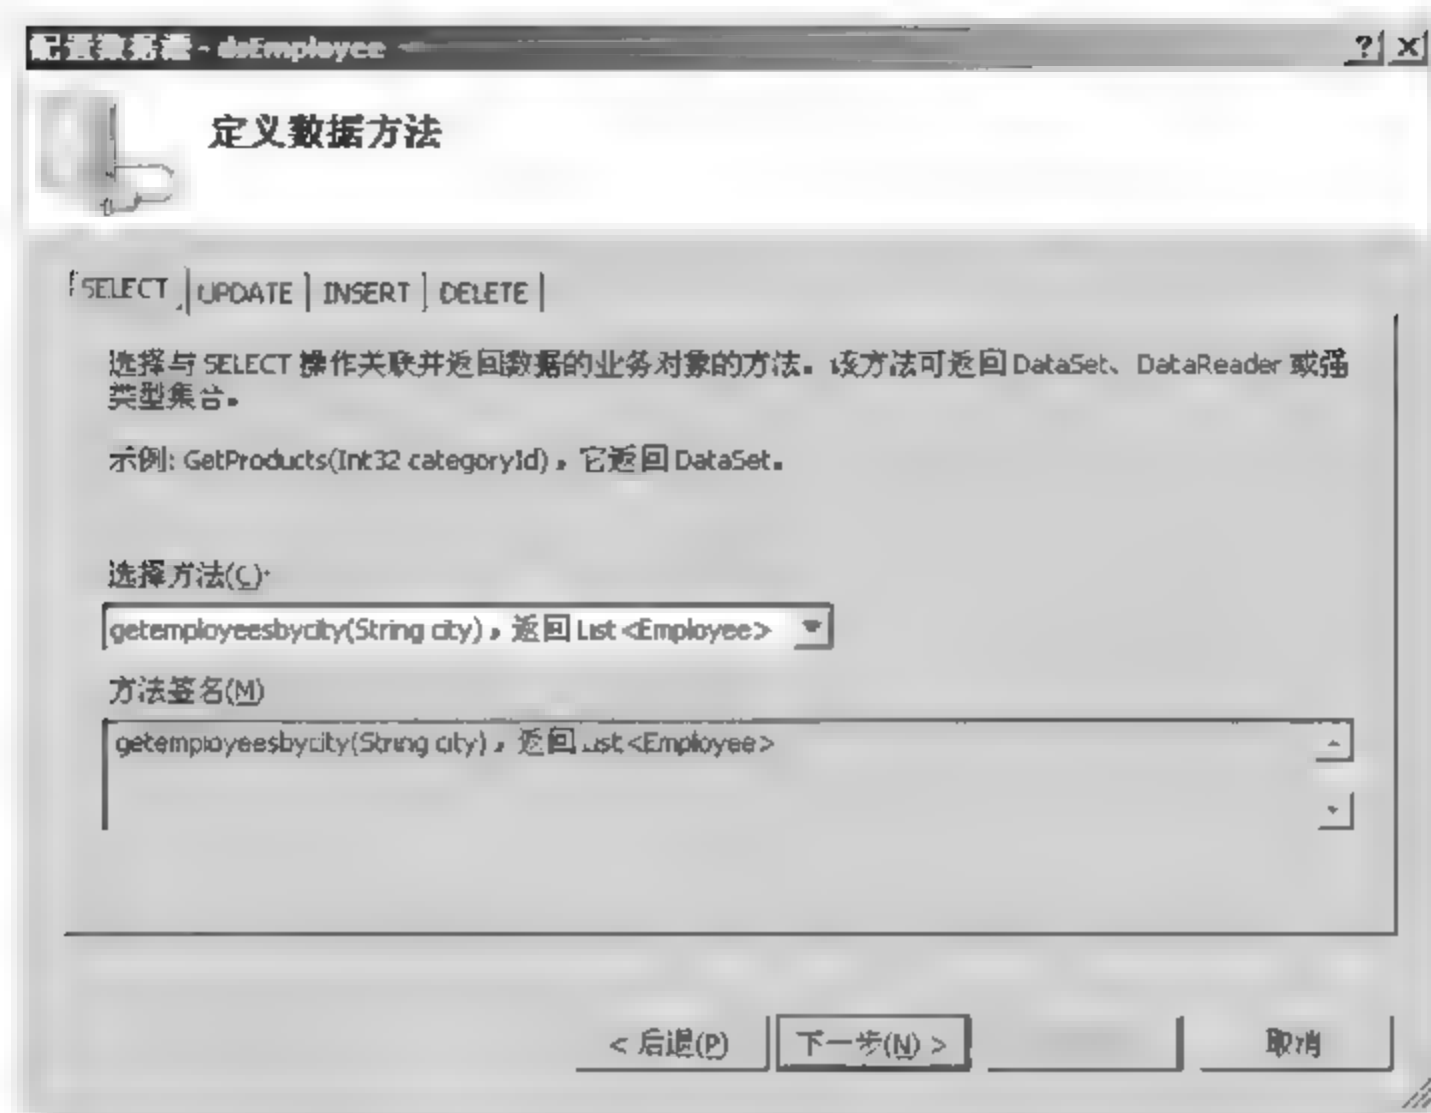 配置数据源 - dsEmployee
定义数据方法
SELECT UPDATE INSERT DELETE
选择与 SELECT 操作关联并返回数据的业务对象的方法。该方法可返回 DataSet、DataReader 或强
类型集合。
示例: GetProducts(Int32 categoryId)，它返回 DataSet。
选择方法(C):
getemployeesbycity(String city)，返回 List<Employee>
方法签名(M)
getemployeesbycity(String city)，返回 List<Employee>
< 后退(P) 下一步(N) > 取消